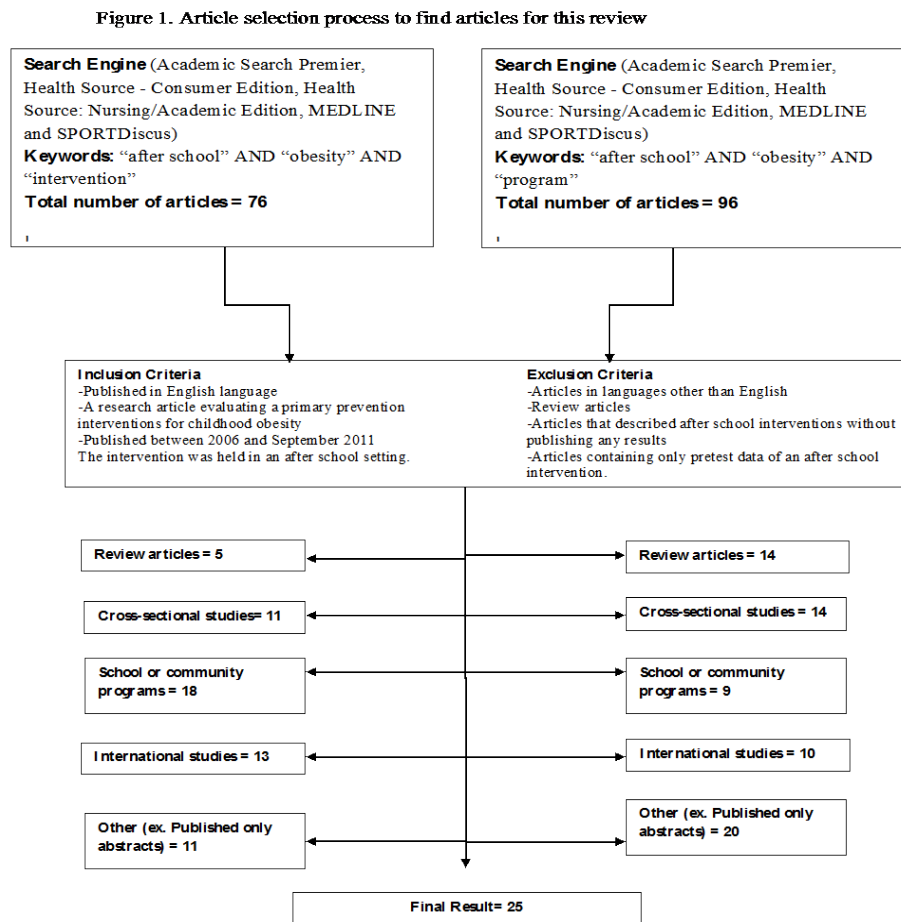 Figure 1. Article selection process to find articles for this review
Search Engine (Academic Search Premier,
Health Source - Consumer Edition, Health
Source: Nursing/Academic Edition, MEDLINE
and SPORTDiscus)
Keywords: “after school” AND “obesity” AND
“intervention”
Total number of articles = 76
Search Engine (Academic Search Premier,
Health Source - Consumer Edition, Health
Source: Nursing/Academic Edition, MEDLINE
and SPORTDiscus)
Keywords: “after school” AND “obesity” AND
“program”
Total number of articles = 96
Inclusion Criteria
-Published in English language
-A research article evaluating a primary prevention
interventions for childhood obesity
-Published between 2006 and September 2011
The intervention was held in an after school setting.
Exclusion Criteria
-Articles in languages other than English
-Review articles
-Articles that described after school interventions without
publishing any results
-Articles containing only pretest data of an after school
intervention.
Review articles = 5
Review articles = 14
Cross-sectional studies= 11
Cross-sectional studies = 14
School or community
programs = 18
School or community
programs = 9
International studies = 13
International studies = 10
Other (ex. Published only
abstracts) = 11
Other (ex. Published only
abstracts) = 20
Final Result= 25